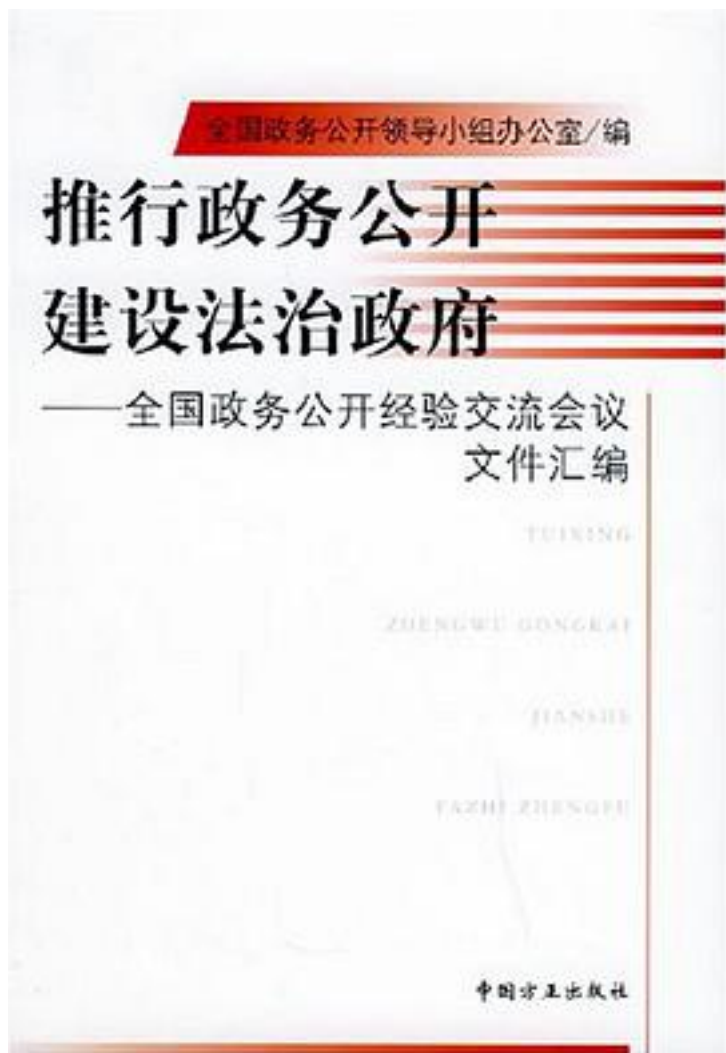 全国政务公开领导小组办公室/编
推行政务公开
建设法治政府
——全国政务公开经验交流会议
文件汇编
TUIXING
ZHENGWU GONGKAI
JIANSHE
FAZHI ZHENGFU
中国方正出版社